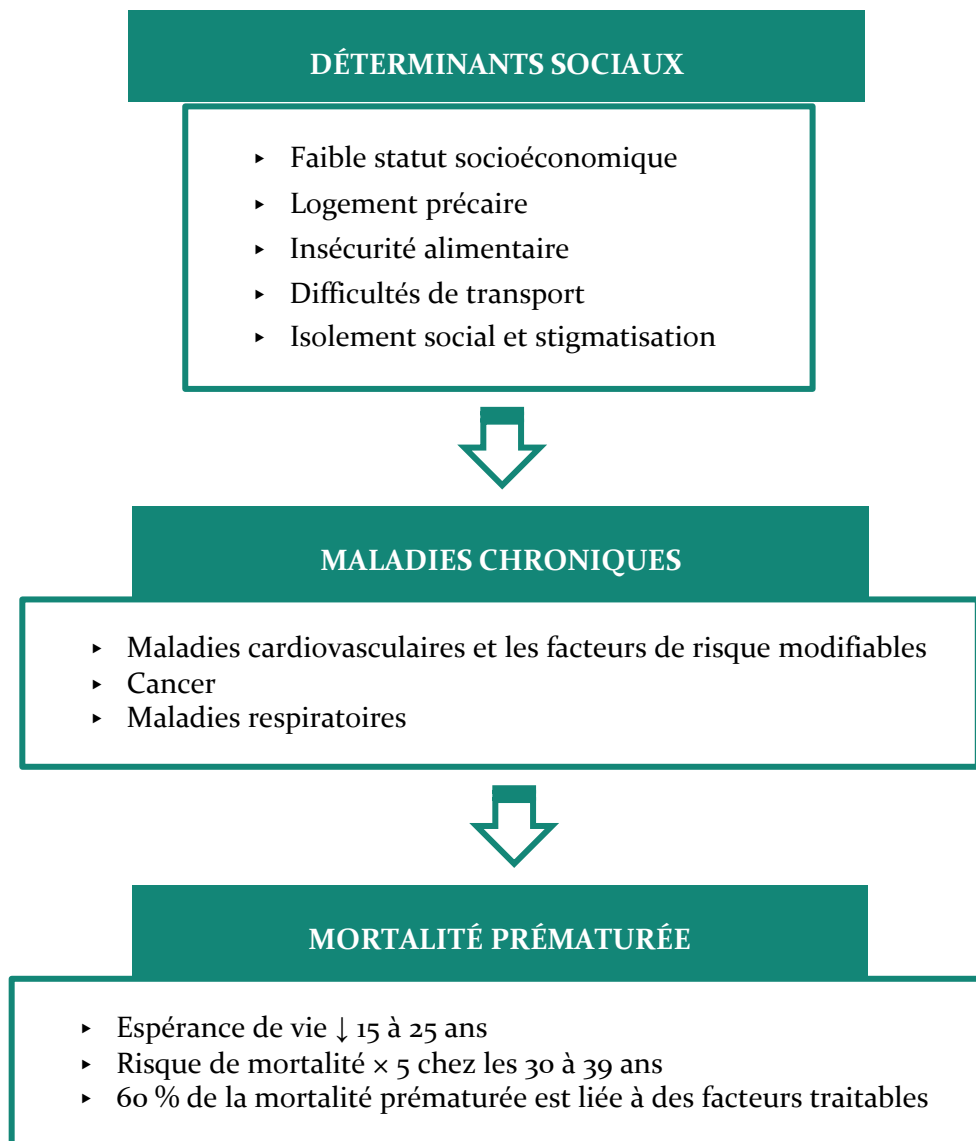 DÉTERMINANTS SOCIAUX
▸ Faible statut socioéconomique
▸ Logement précaire
▸ Insécurité alimentaire
▸ Difficultés de transport
▸ Isolement social et stigmatisation
MALADIES CHRONIQUES
▸ Maladies cardiovasculaires et les facteurs de risque modifiables
▸ Cancer
▸ Maladies respiratoires
MORTALITÉ PRÉMATURÉE
▸ Espérance de vie ↓ 15 à 25 ans
▸ Risque de mortalité × 5 chez les 30 à 39 ans
▸ 60 % de la mortalité prématurée est liée à des facteurs traitables